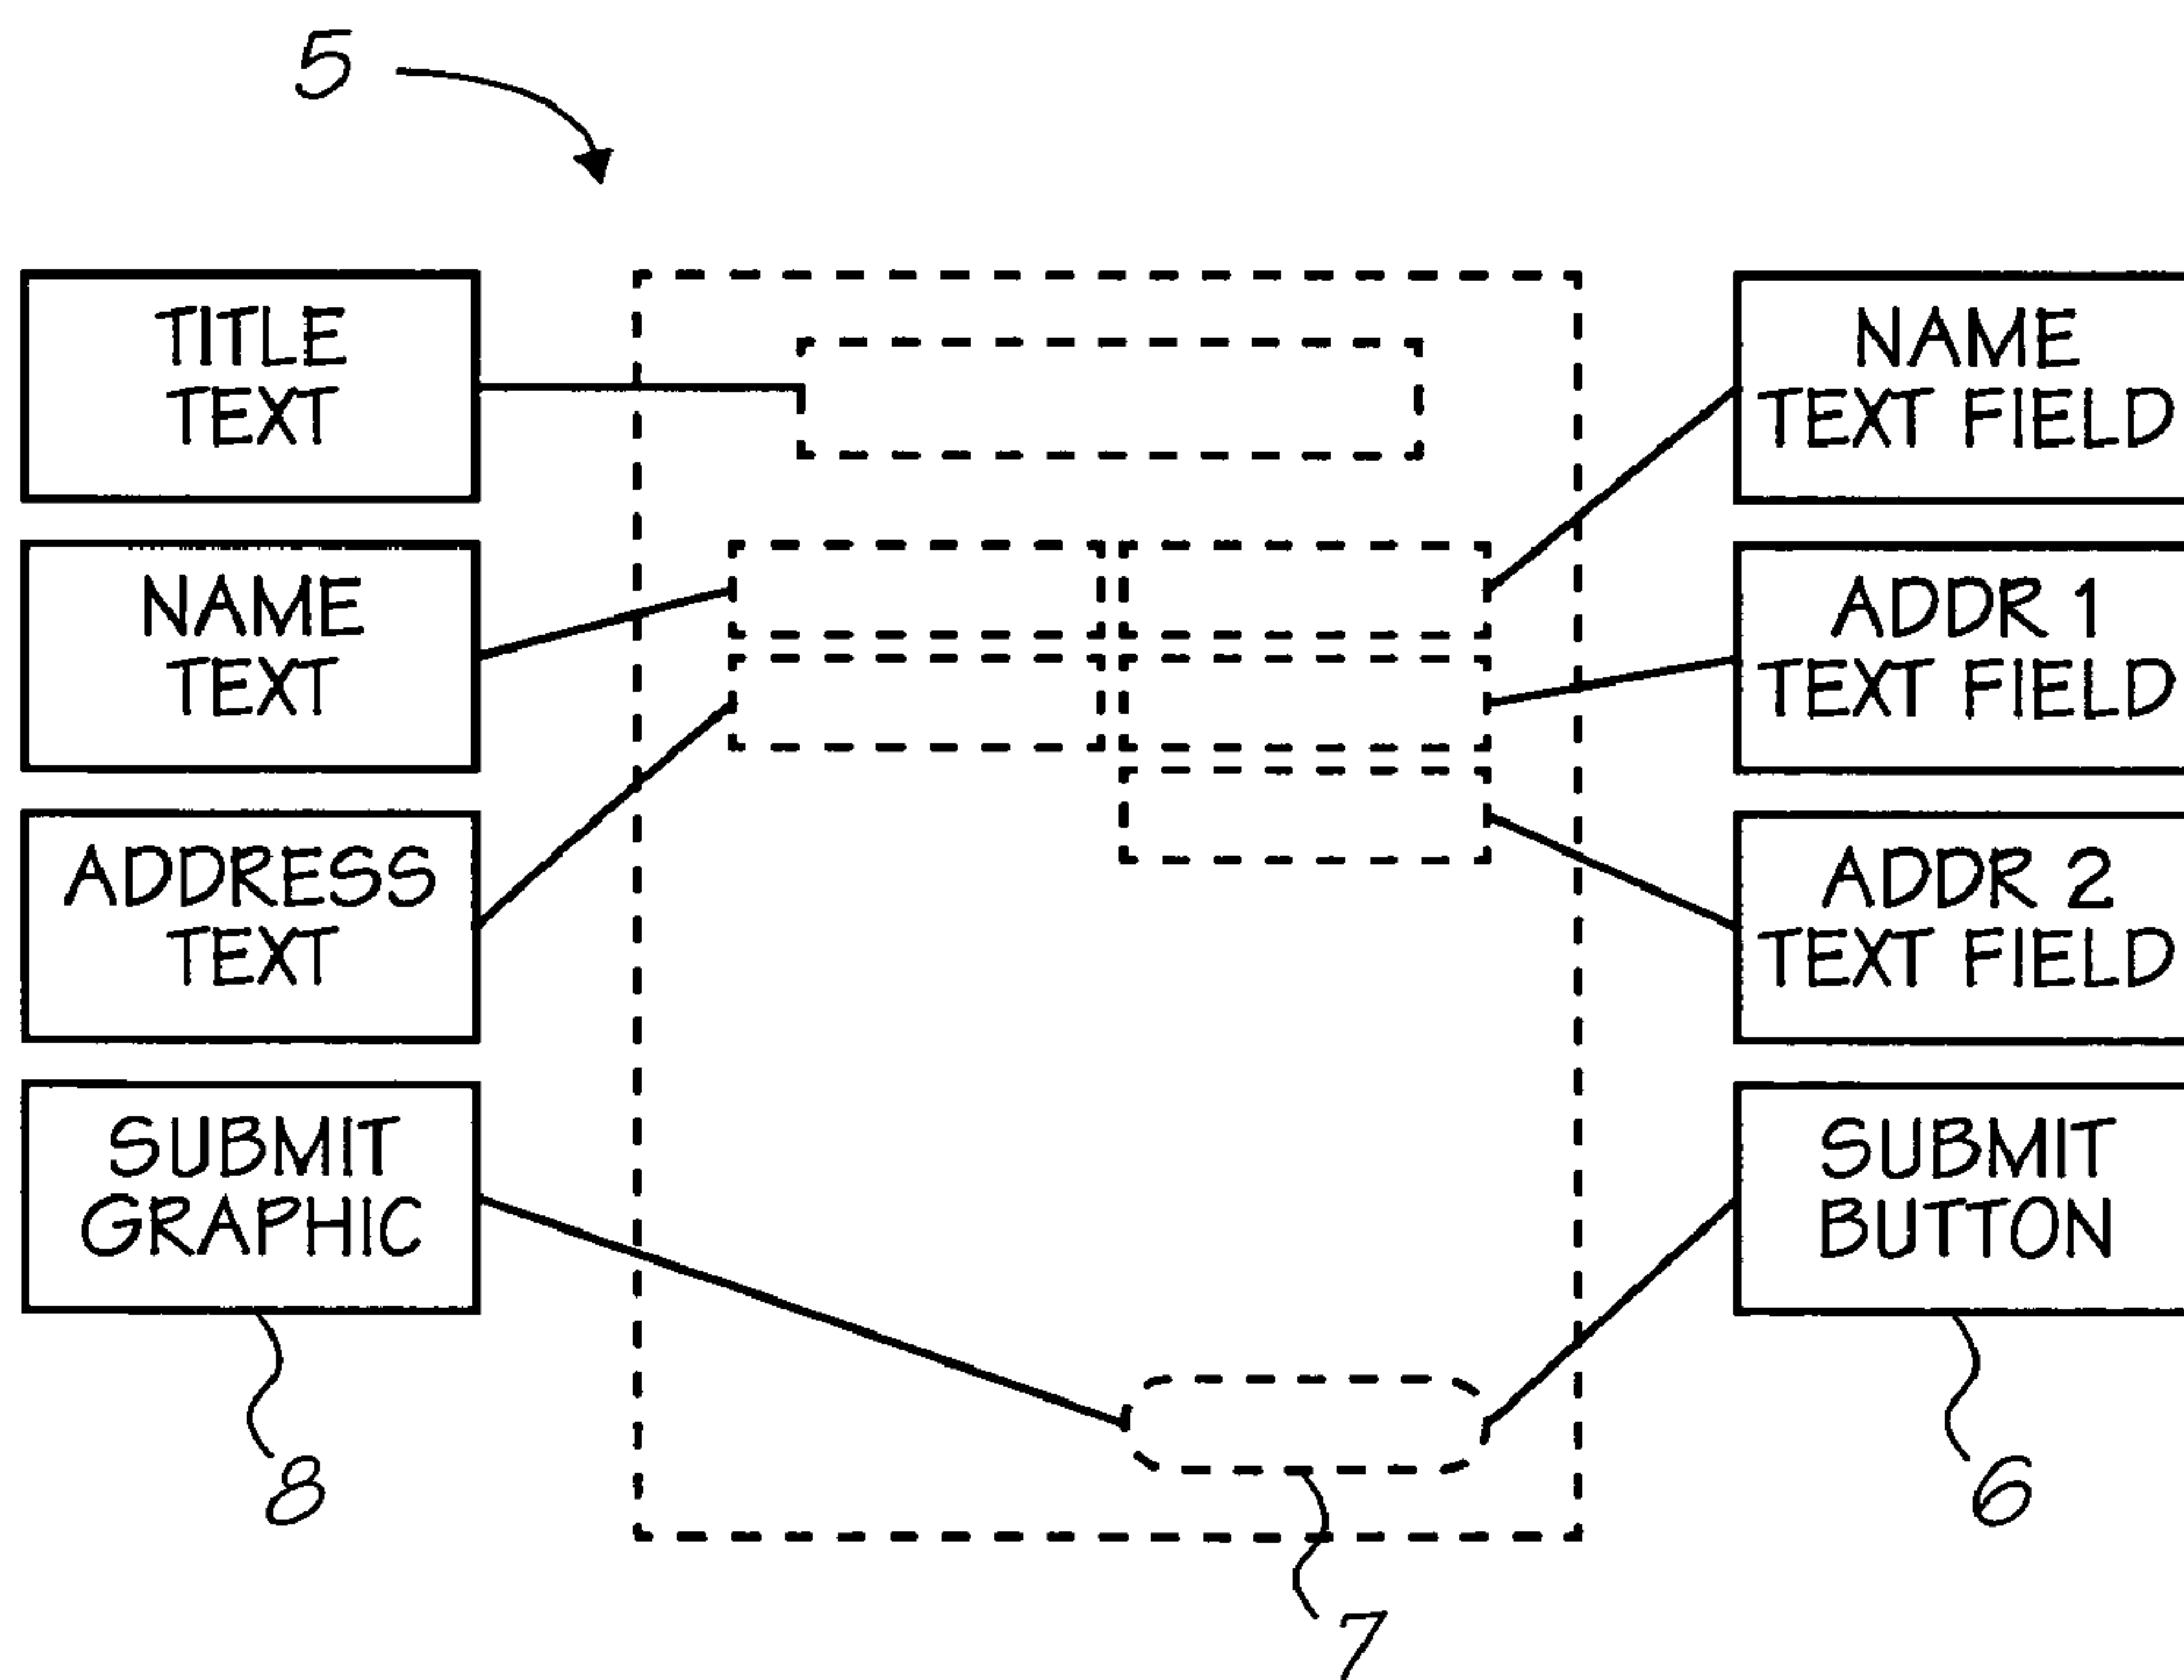 5
TITLE
TEXT
NAME
TEXT
ADDRESS
TEXT
SUBMIT
GRAPHIC
8
NAME
TEXT FIELD
ADDR 1
TEXT FIELD
ADDR 2
TEXT FIELD
SUBMIT
BUTTON
6
7